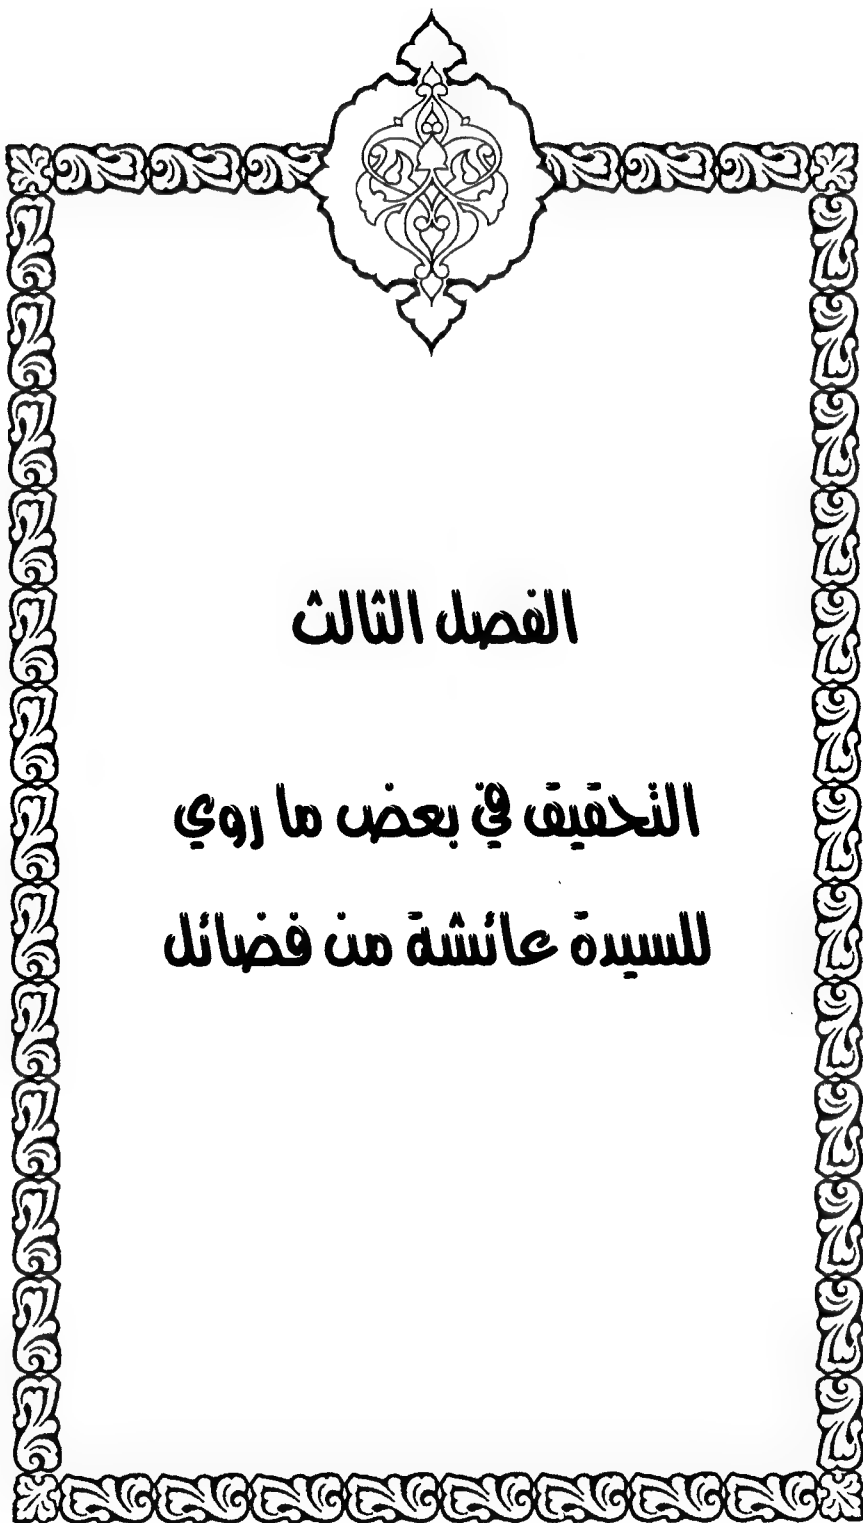 الفصل الثالث
التحقيق في بعض ما روي
للسيدة عائشة من فضائل